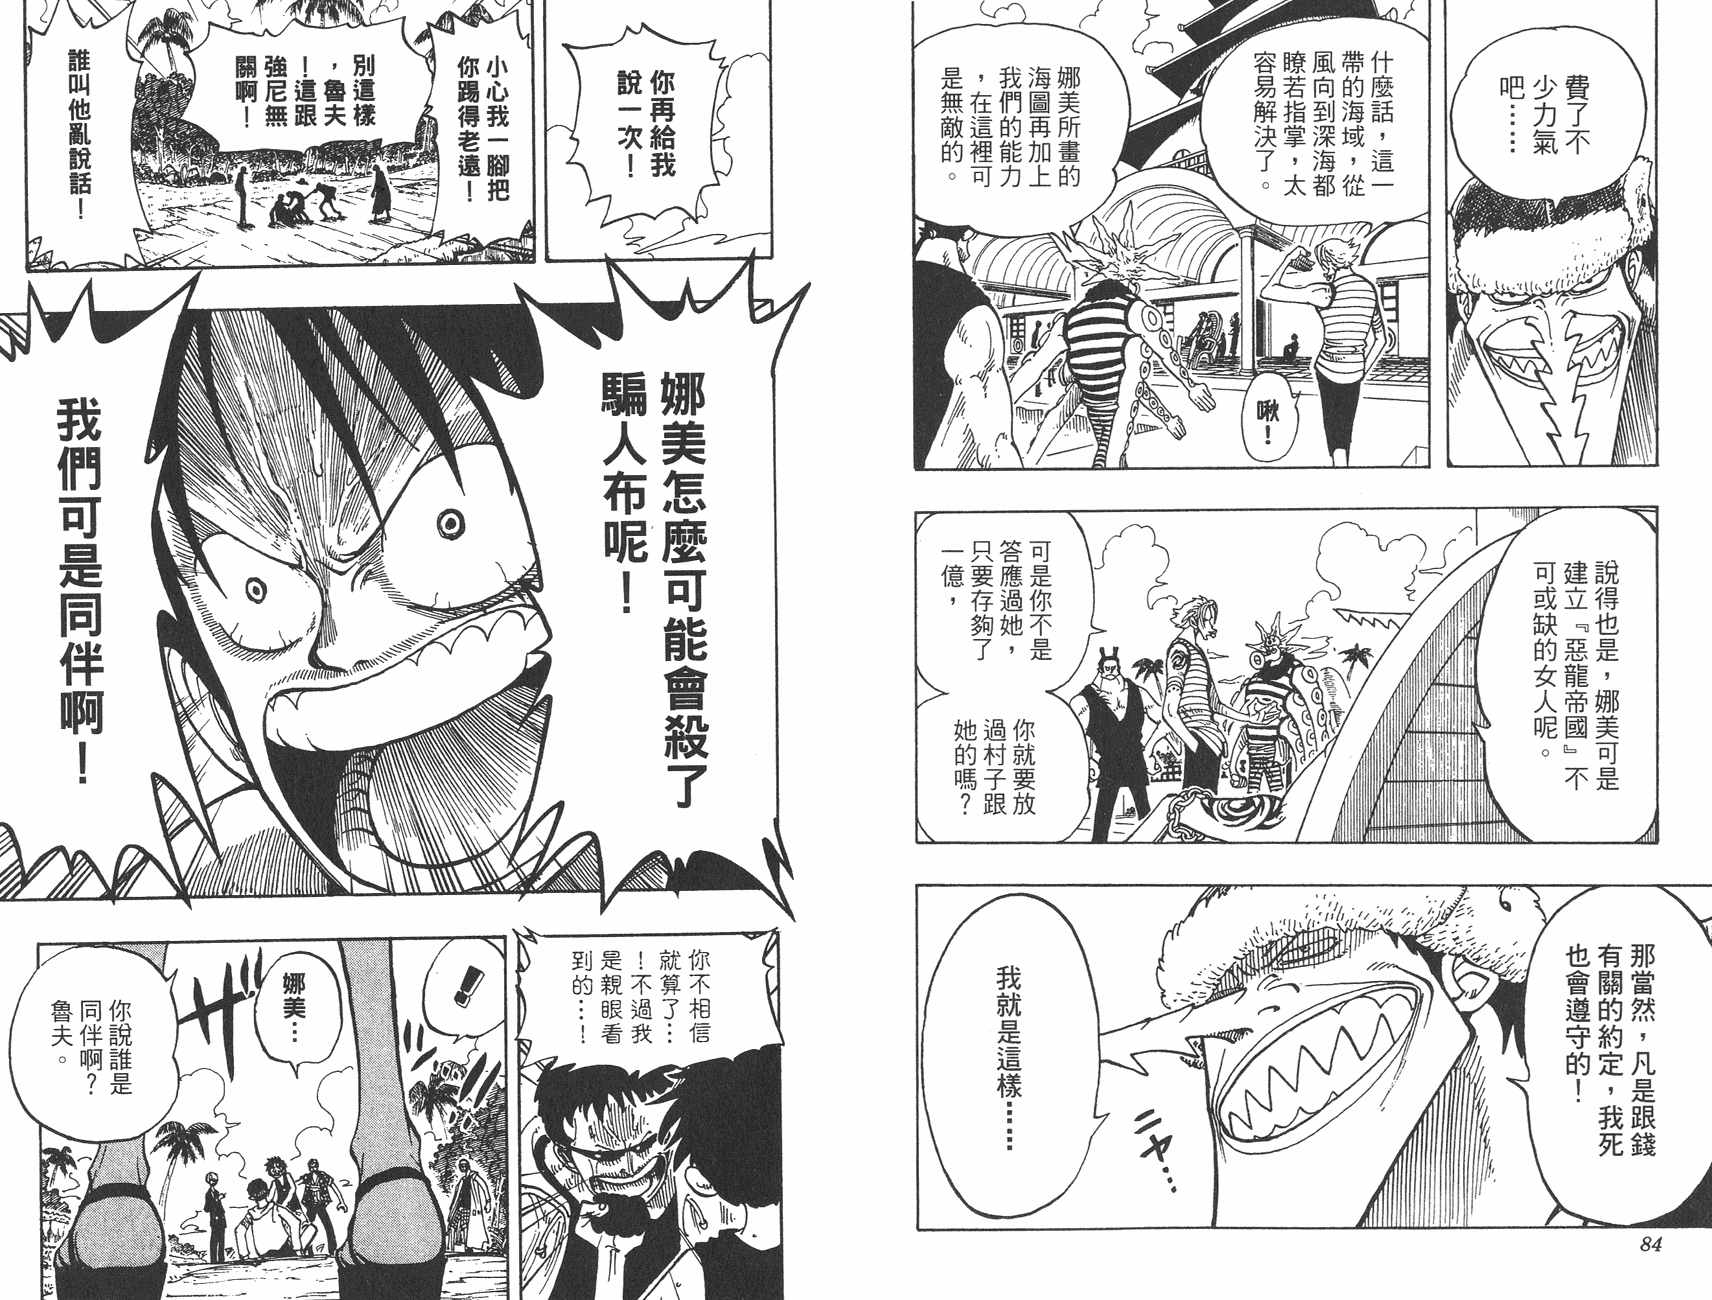 費了不
少力氣
吧……
什麼話，這一
帶的海域，從
風向到深海都
瞭若指掌，太
容易解決了。
娜美所畫的
海圖再加上
我們的能力
，在這裡可
是無敵的。
啾！
說得也是，娜美可是
建立『惡龍帝國』不
可或缺的女人呢。
可是你不是
答應過她，
只要存夠了
一億，
你就要放
過村子跟
她的嗎？
那當然，凡是跟錢
有關的約定，我死
也會遵守的！
我就是這樣……
ニヤ…
84
你再給我
說一次！
小心我一腳把
你踢得老遠！
別這樣
，魯夫
！這跟
強尼無
關啊！
誰叫他亂說話！
娜美怎麼可能會殺了
騙人布呢！
我們可是同伴啊！
你不相信
就算了…
！不過我
是親眼看
到的…！
！
娜美…
你說誰是
同伴啊？
魯夫。